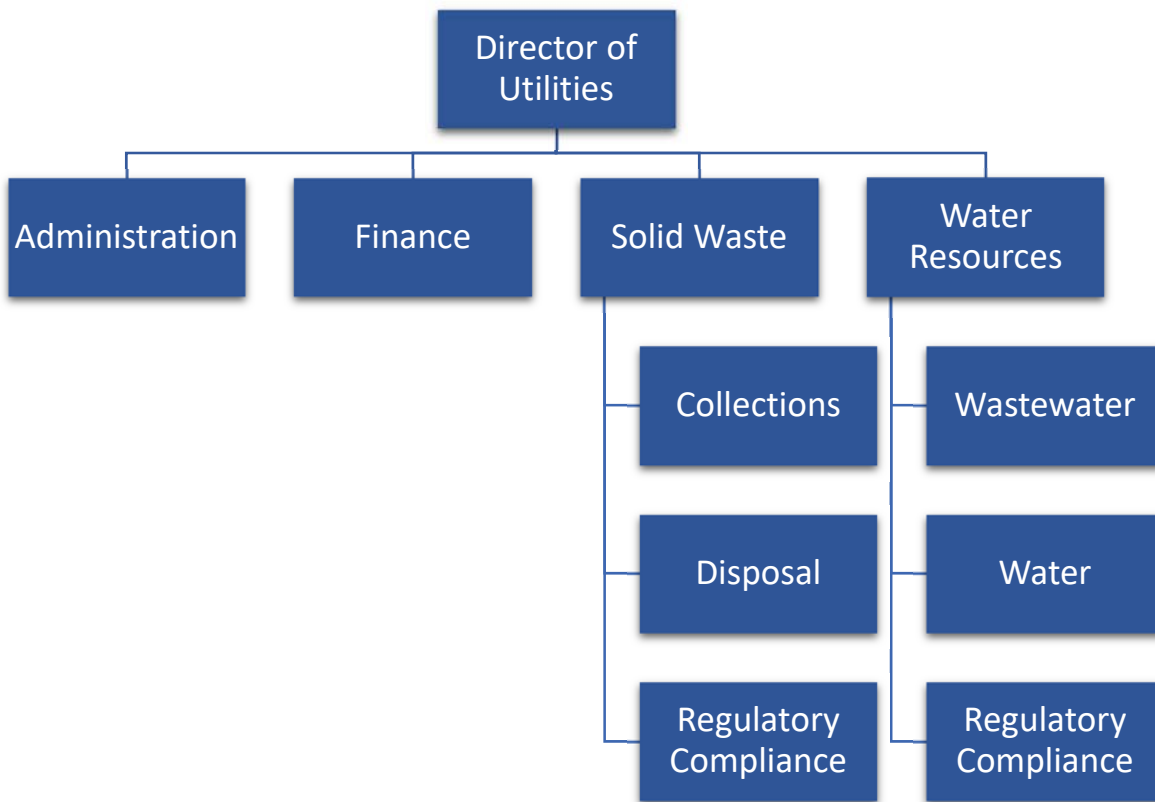 Director of
Utilities
Administration
Finance
Solid Waste
Water
Resources
Collections
Wastewater
Disposal
Water
Regulatory
Compliance
Regulatory
Compliance